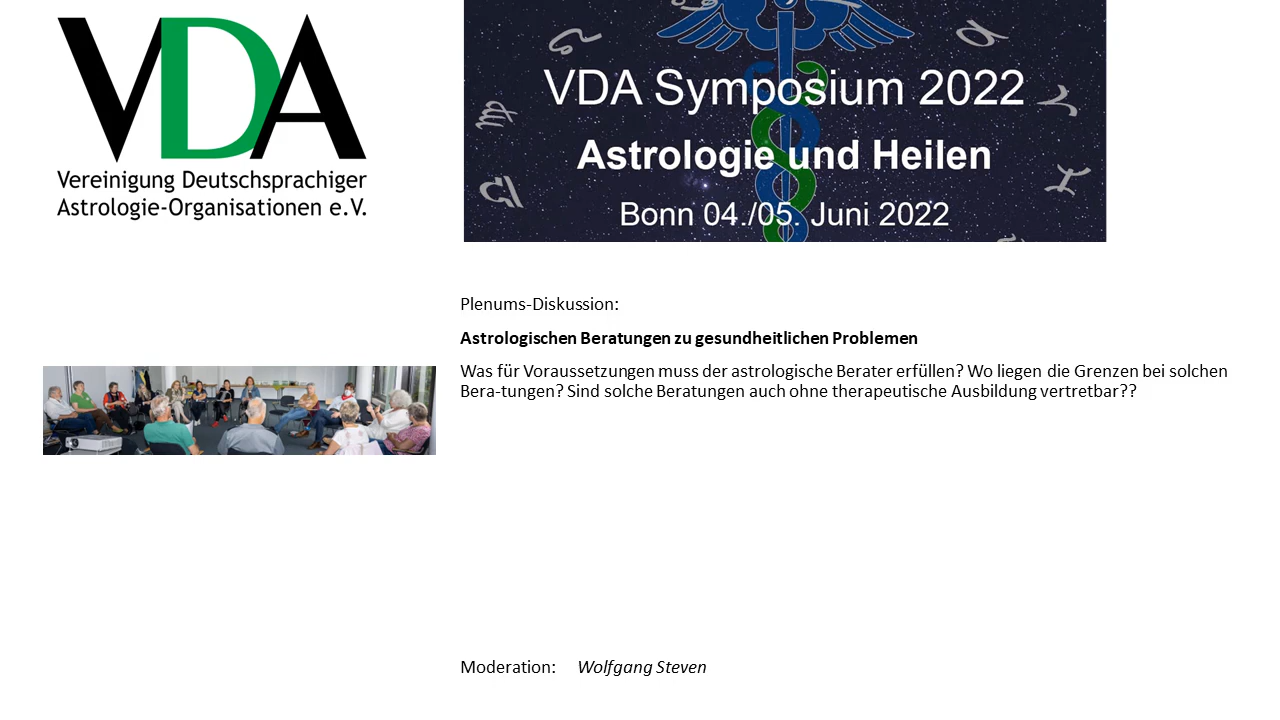 VDA
Vereinigung Deutschsprachiger
Astrologie-Organisationen e.V.
VDA Symposium 2022
Astrologie und Heilen
Bonn 04./05. Juni 2022
Plenums-Diskussion:
Astrologischen Beratungen zu gesundheitlichen Problemen
Was für Voraussetzungen muss der astrologische Berater erfüllen? Wo liegen die Grenzen bei solchen
Bera-tungen? Sind solche Beratungen auch ohne therapeutische Ausbildung vertretbar??
Moderation: Wolfgang Steven